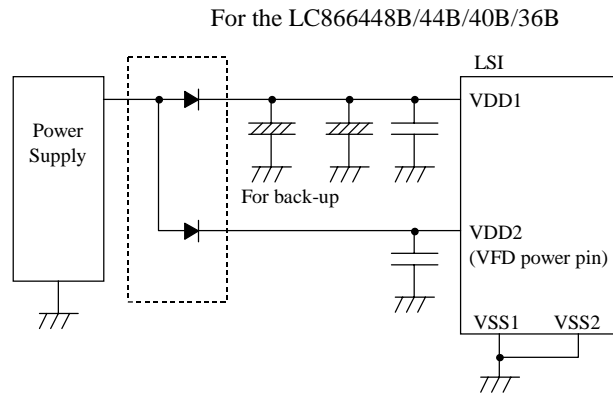 For the LC866448B/44B/40B/36B
LSI
Power
Supply
VDD1
For back-up
VDD2
(VFD power pin)
VSS1 VSS2